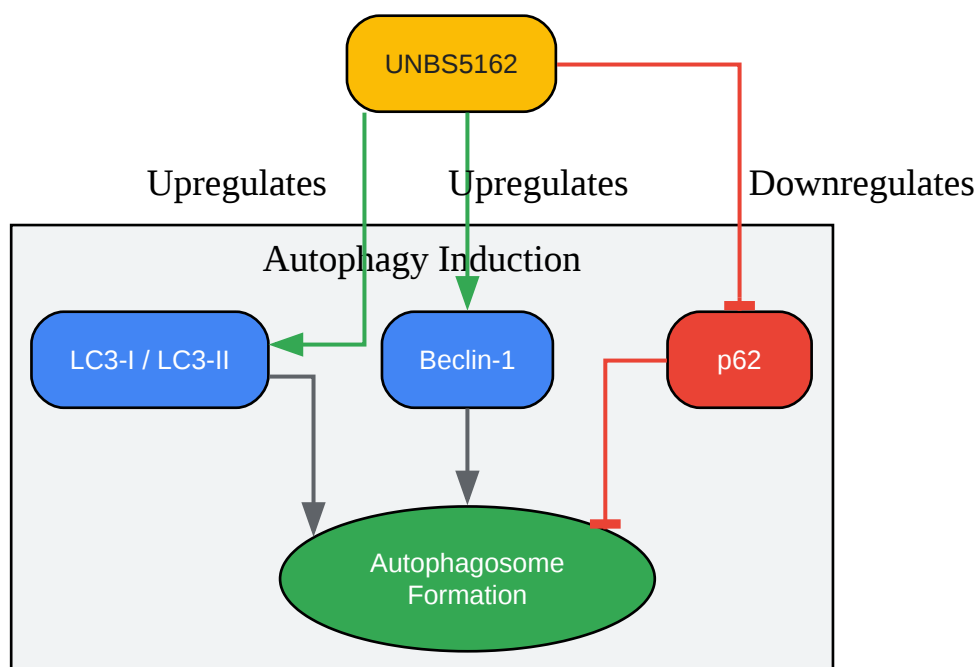 UNBS5162
Upregulates
Upregulates
Downregulates
Autophagy Induction
LC3-I / LC3-II
Beclin-1
p62
Autophagosome
Formation